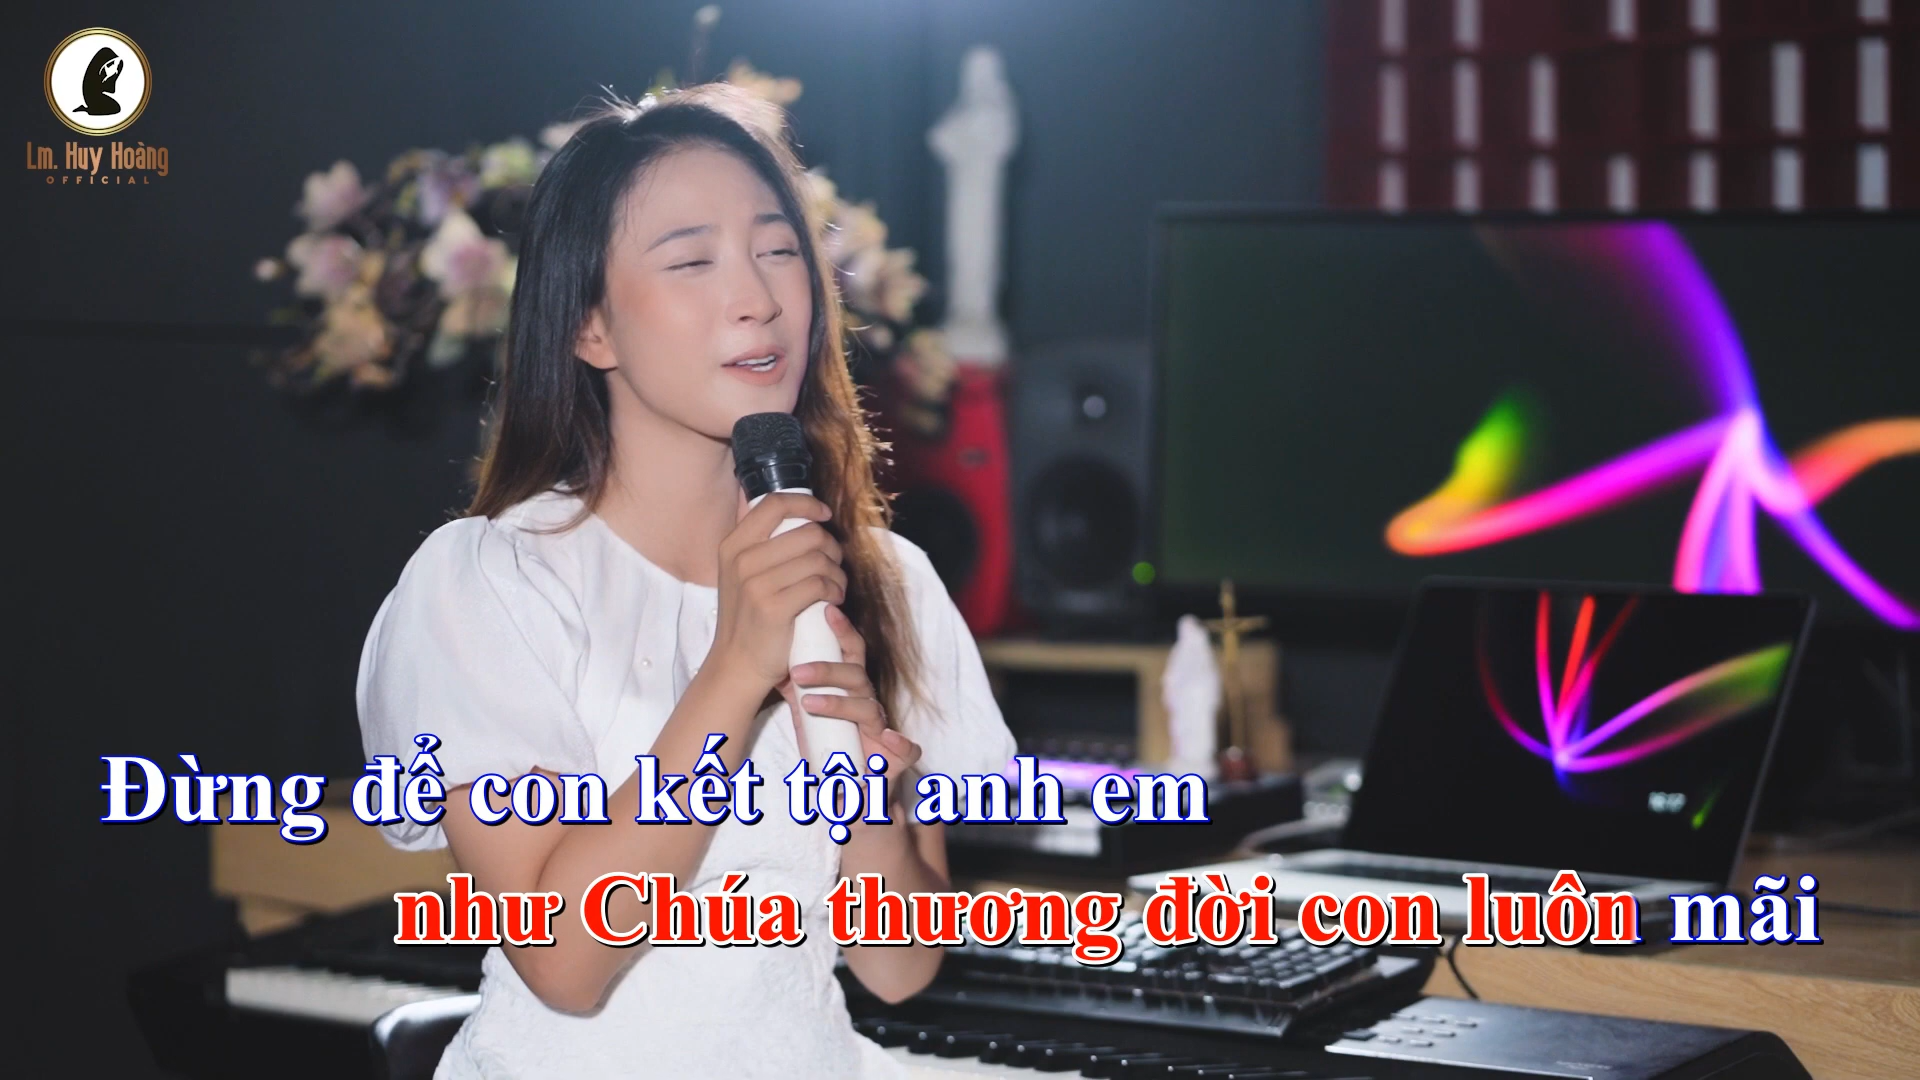 Lm. Huy Hoàng
OFFICIAL
Đừng để con kết tội anh em
như Chúa thương đời con luôn mãi